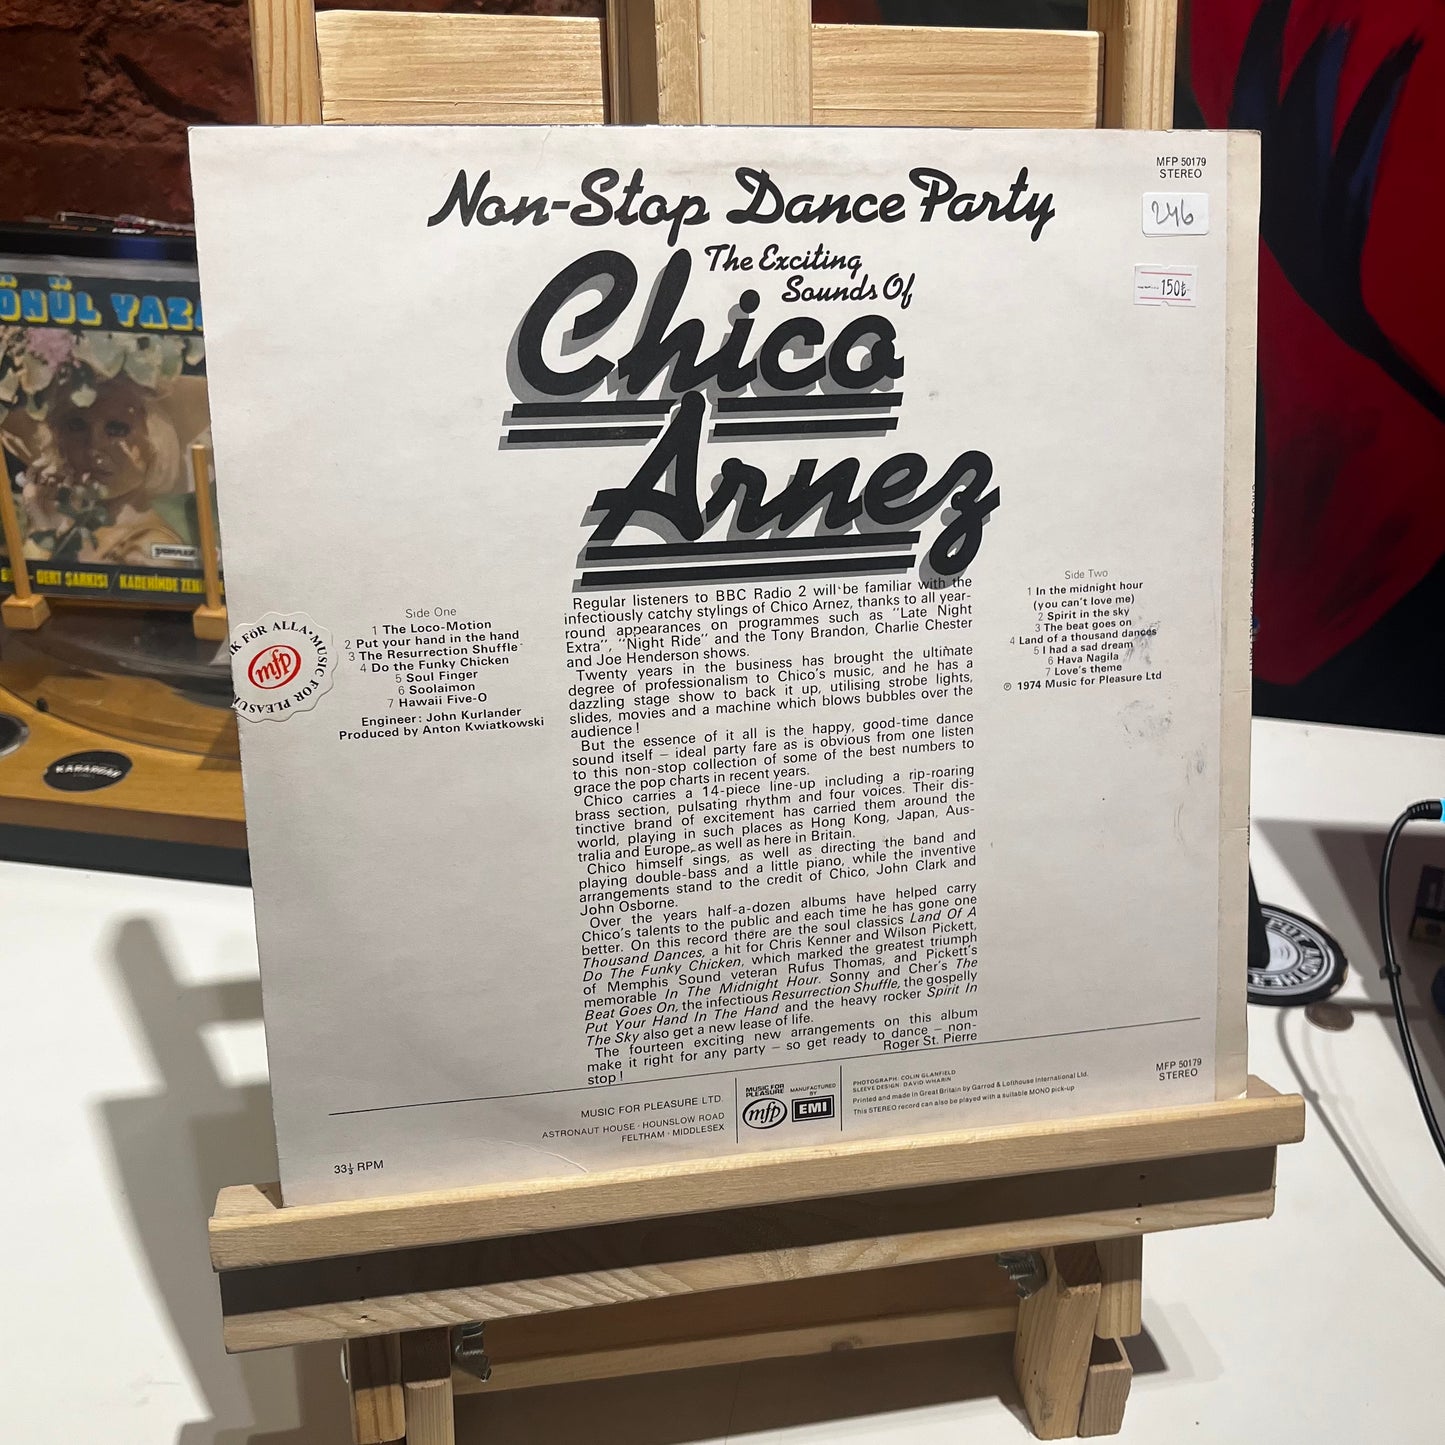 Non-Stop Dance Party
The Exciting
Sounds Of
Chico
Arnez
MFP 50179
STEREO
246
150₺
Side One
1 The Loco-Motion
2 Put your hand in the hand
3 The Resurrection Shuffle
4 Do the Funky Chicken
5 Soul Finger
6 Soolaimon
7 Hawaii Five-O
Engineer: John Kurlander
Produced by Anton Kwiatkowski
Regular listeners to BBC Radio 2 will be familiar with the
infectiously catchy stylings of Chico Arnez, thanks to all year-
round appearances on programmes such as "Late Night
Extra", "Night Ride" and the Tony Brandon, Charlie Chester
and Joe Henderson shows.
Twenty years in the business has brought the ultimate
degree of professionalism to Chico's music, and he has a
dazzling stage show to back it up, utilising strobe lights,
slides, movies and a machine which blows bubbles over the
audience!
But the essence of it all is the happy, good-time dance
sound itself – ideal party fare as is obvious from one listen
to this non-stop collection of some of the best numbers to
grace the pop charts in recent years.
Chico carries a 14-piece line-up including a rip-roaring
brass section, pulsating rhythm and four voices. Their dis-
tinctive brand of excitement has carried them around the
world, playing in such places as Hong Kong, Japan, Aus-
tralia and Europe, as well as here in Britain.
Chico himself sings, as well as directing the band and
playing double-bass and a little piano, while the inventive
arrangements stand to the credit of Chico, John Clark and
John Osborne.
Over the years half-a-dozen albums have helped carry
Chico's talents to the public and each time he has gone one
better. On this record there are the soul classics Land Of A
Thousand Dances, a hit for Chris Kenner and Wilson Pickett,
Do The Funky Chicken, which marked the greatest triumph
of Memphis Sound veteran Rufus Thomas, and Pickett's
memorable In The Midnight Hour. Sonny and Cher's The
Beat Goes On, the infectious Resurrection Shuffle, the gospelly
Put Your Hand In The Hand and the heavy rocker Spirit In
The Sky also get a new lease of life.
The fourteen exciting new arrangements on this album
make it right for any party – so get ready to dance – non-
stop!
Roger St. Pierre
Side Two
1 In the midnight hour
(you can't love me)
2 Spirit in the sky
3 The beat goes on
4 Land of a thousand dances
5 I had a sad dream
6 Hava Nagila
7 Love's theme
℗ 1974 Music for Pleasure Ltd
K FÖR ALLA • MUSIC FOR PLEASU
mfp
MUSIC FOR PLEASURE LTD.
ASTRONAUT HOUSE · HOUNSLOW ROAD
FELTHAM · MIDDLESEX
MUSIC FOR
PLEASURE
mfp
MANUFACTURED
BY
EMI
PHOTOGRAPH: COLIN GLANFIELD
SLEEVE DESIGN: DAVID WHARIN
Printed and made in Great Britain by Garrod & Lofthouse International Ltd.
This STEREO record can also be played with a suitable MONO pick-up
MFP 50179
STEREO
33⅓ RPM
ÖNÜL YAZ
DERT ŞARKISI / KADEHİNDE ZEH
KARARGAH